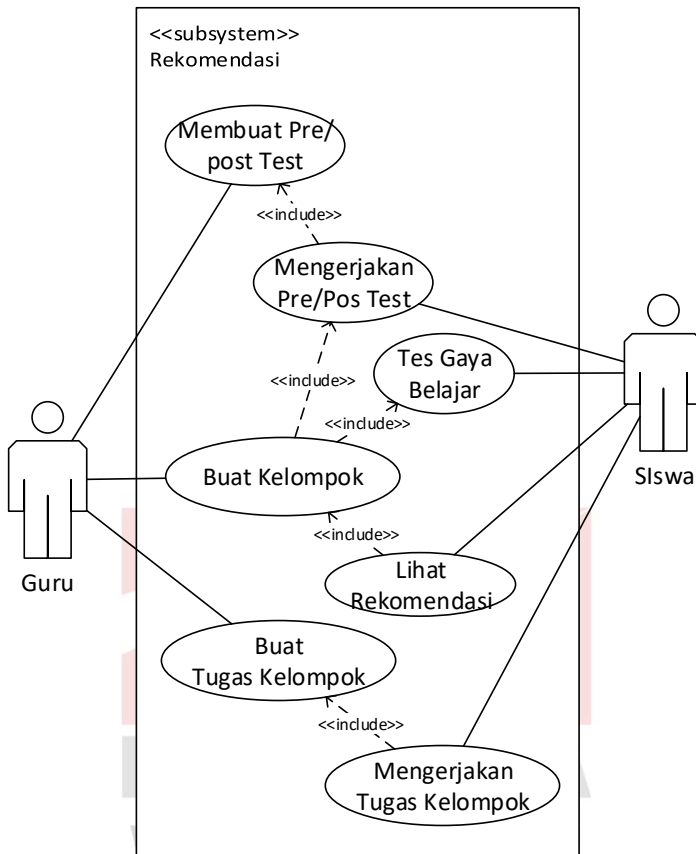 <<subsystem>>
Rekomendasi
Membuat Pre/
post Test
<<include>>
Mengerjakan
Pre/Pos Test
<<include>>
Tes Gaya
Belajar
<<include>>
Buat Kelompok
SIswa
<<include>>
Guru
Lihat
Rekomendasi
Buat
Tugas Kelompok
<<include>>
Mengerjakan
Tugas Kelompok